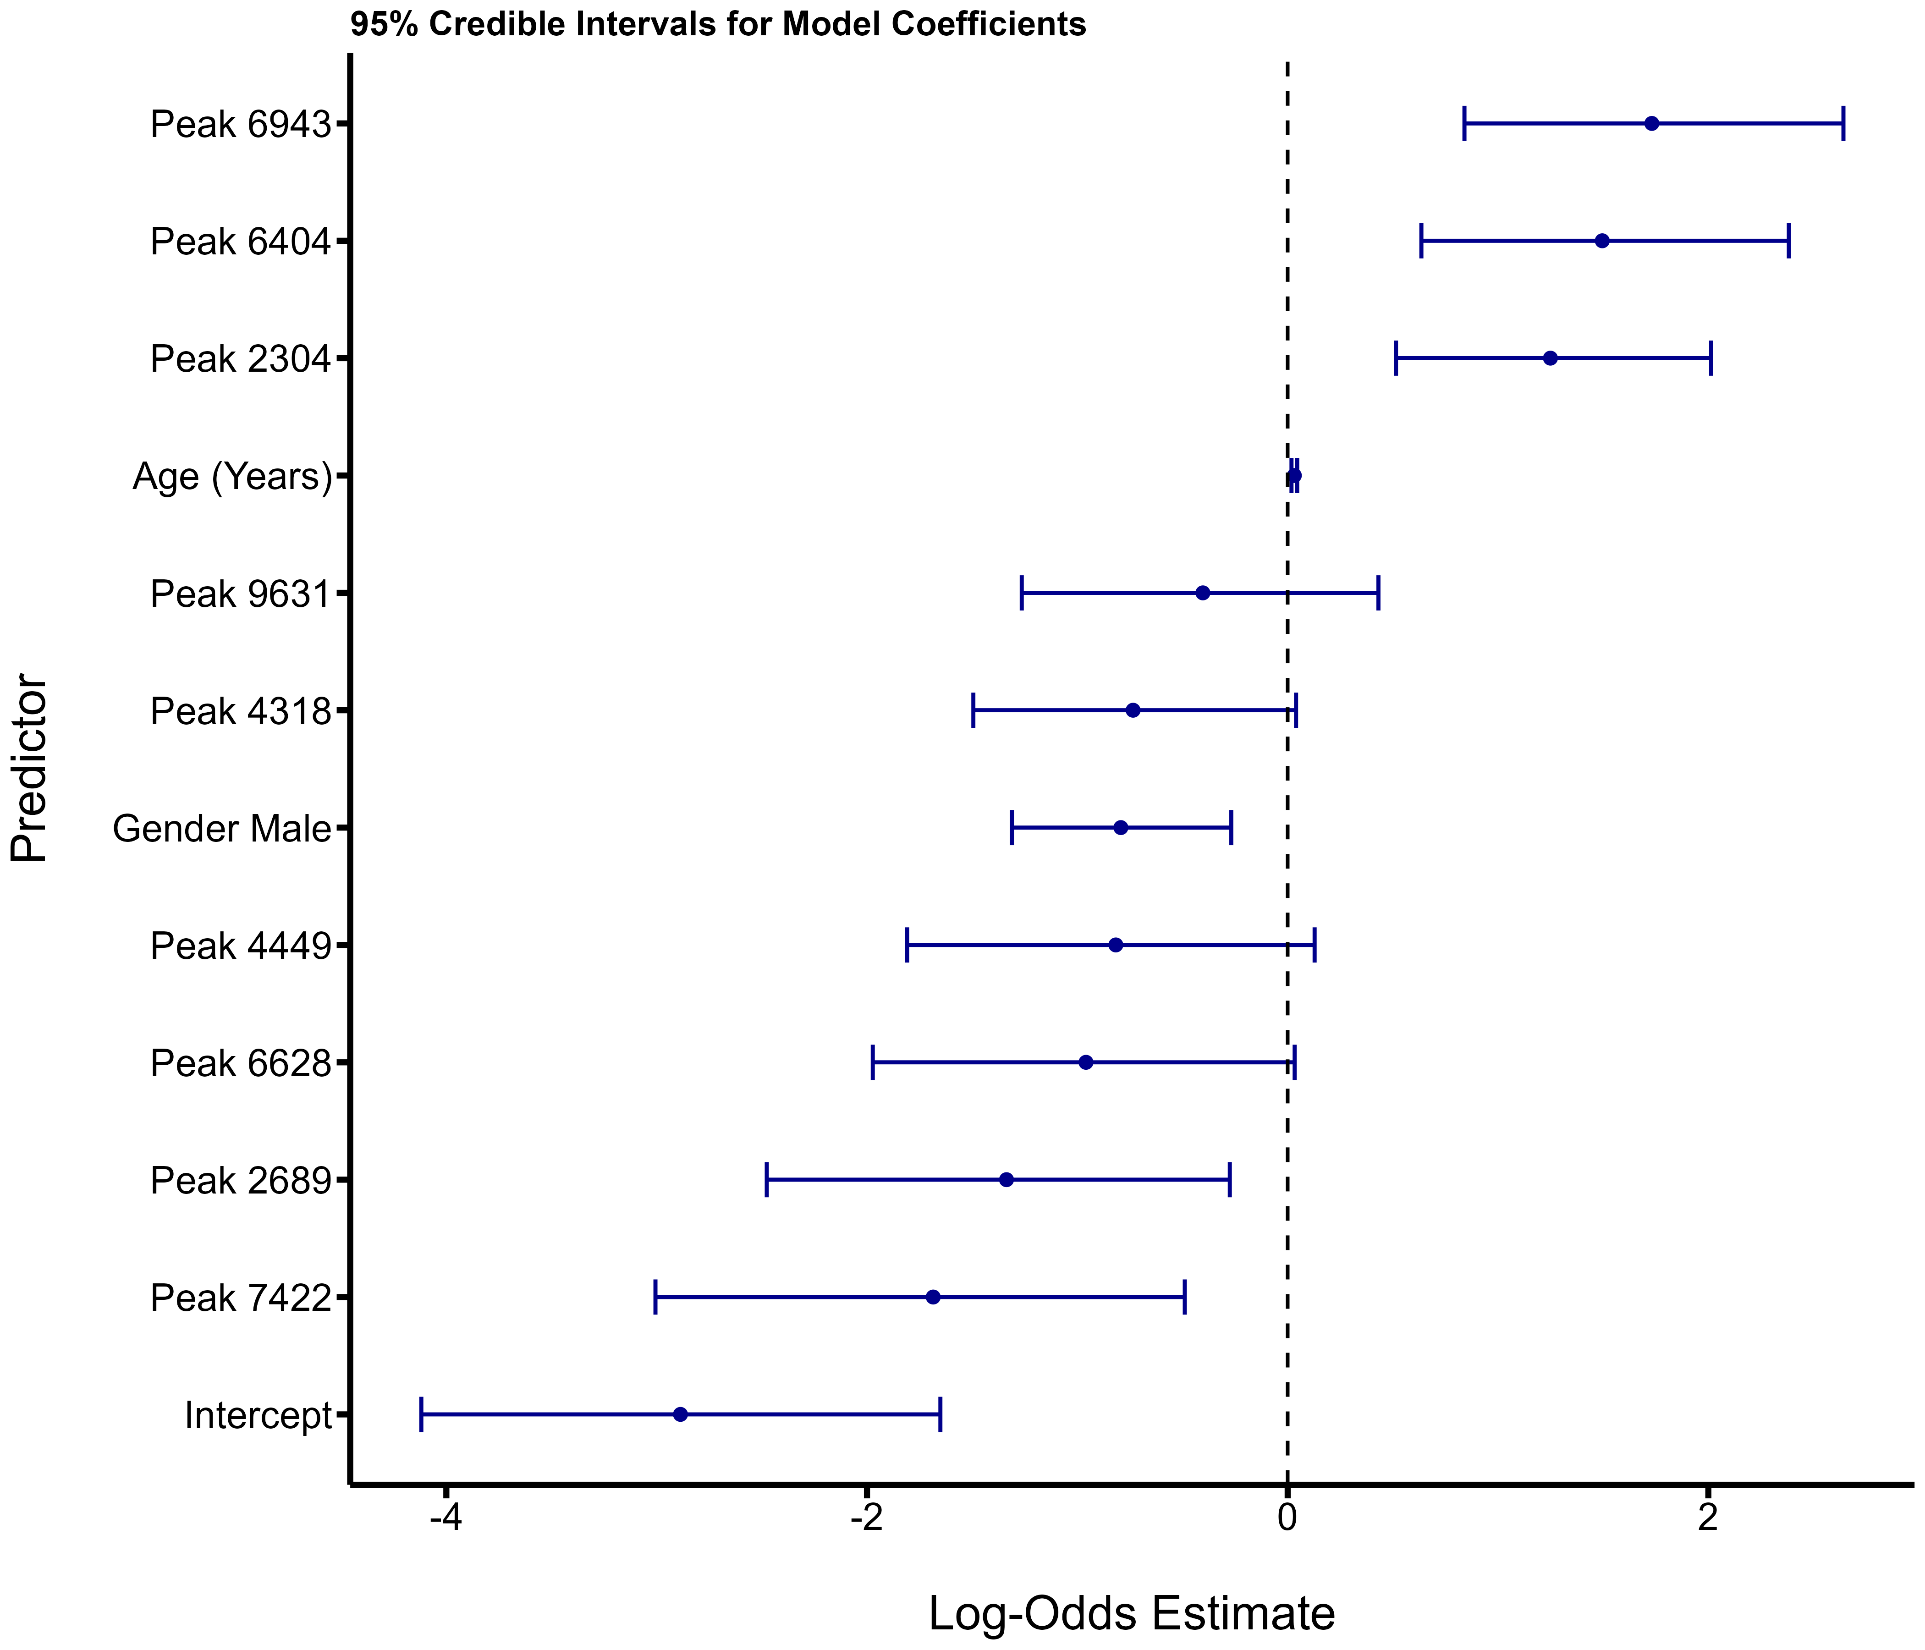 95% Credible Intervals for Model Coefficients
Peak 6943
Peak 6404
Peak 2304
Age (Years)
Peak 9631
Peak 4318
Gender Male
Peak 4449
Peak 6628
Peak 2689
Peak 7422
Intercept
Predictor
-4 -2 0 2
Log-Odds Estimate